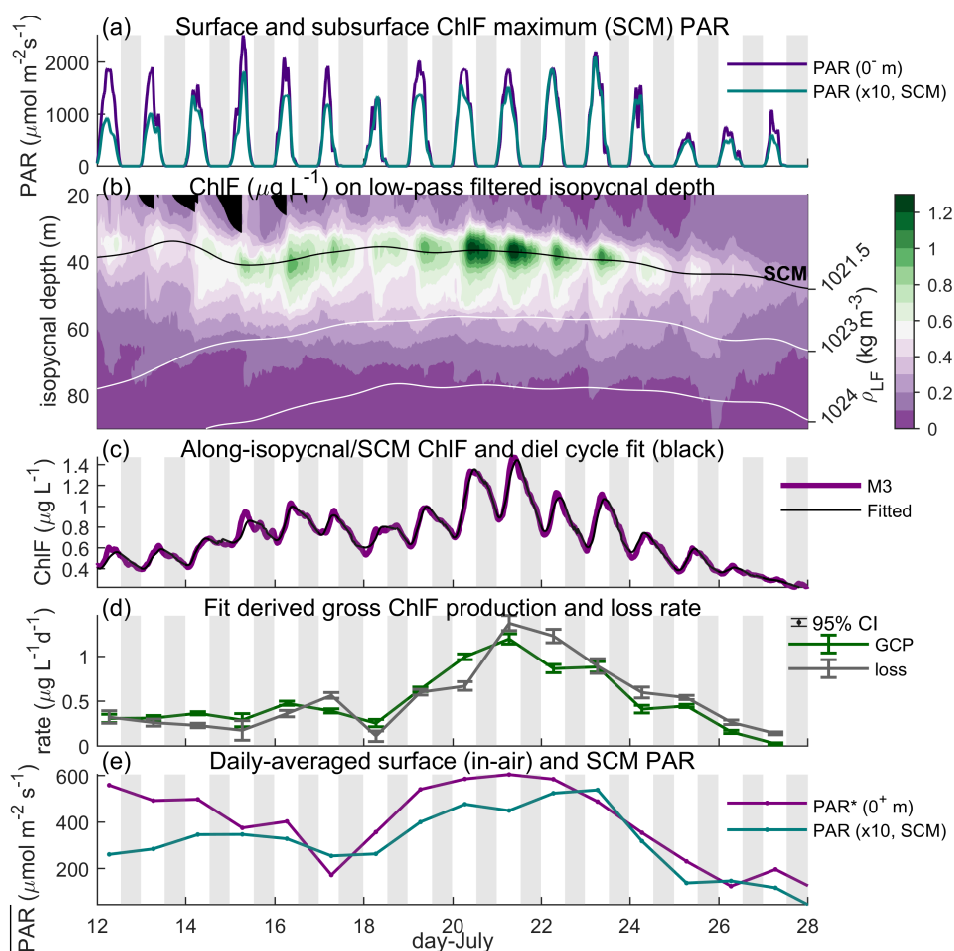 (a) Surface and subsurface ChlF maximum (SCM) PAR
PAR (μmol m⁻²s⁻¹)
2000
1000
0
PAR (0⁻ m)
PAR (x10, SCM)
(b) ChlF (μg L⁻¹) on low-pass filtered isopycnal depth
isopycnal depth (m)
20
40
60
80
SCM
1021.5
1023.3
1024
ρLF (kg m⁻³)
1.2
1
0.8
0.6
0.4
0.2
0
(c) Along-isopycnal/SCM ChlF and diel cycle fit (black)
ChlF (μg L⁻¹)
1.4
1.2
1.0
0.8
0.6
0.4
M3
Fitted
(d) Fit derived gross ChlF production and loss rate
rate (μg L⁻¹d⁻¹)
1
0.5
0
95% CI
GCP
loss
(e) Daily-averaged surface (in-air) and SCM PAR
PAR (μmol m⁻² s⁻¹)
600
400
200
PAR* (0⁺ m)
PAR (x10, SCM)
12 14 16 18 20 22 24 26 28
day-July